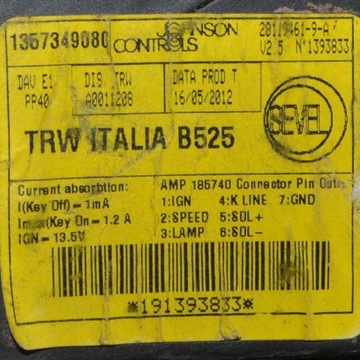 1357349080 JOHNSON CONTROLS 20119461-9-A
V2.5 N°1393833
DAV E1 DIS. TRW DATA PROD T
PP40 A0011208 16/05/2012
SEVEL
TRW ITALIA B525
Current absorbtion: AMP 185740 Connector Pin Outs
I(Key Off) = 1mA 1:IGN 4:K LINE 7:GND
Imax(Key On = 1.2 A 2:SPEED 5:SOL+
IGN = 13.5V 3:LAMP 6:SOL-
*191393833*